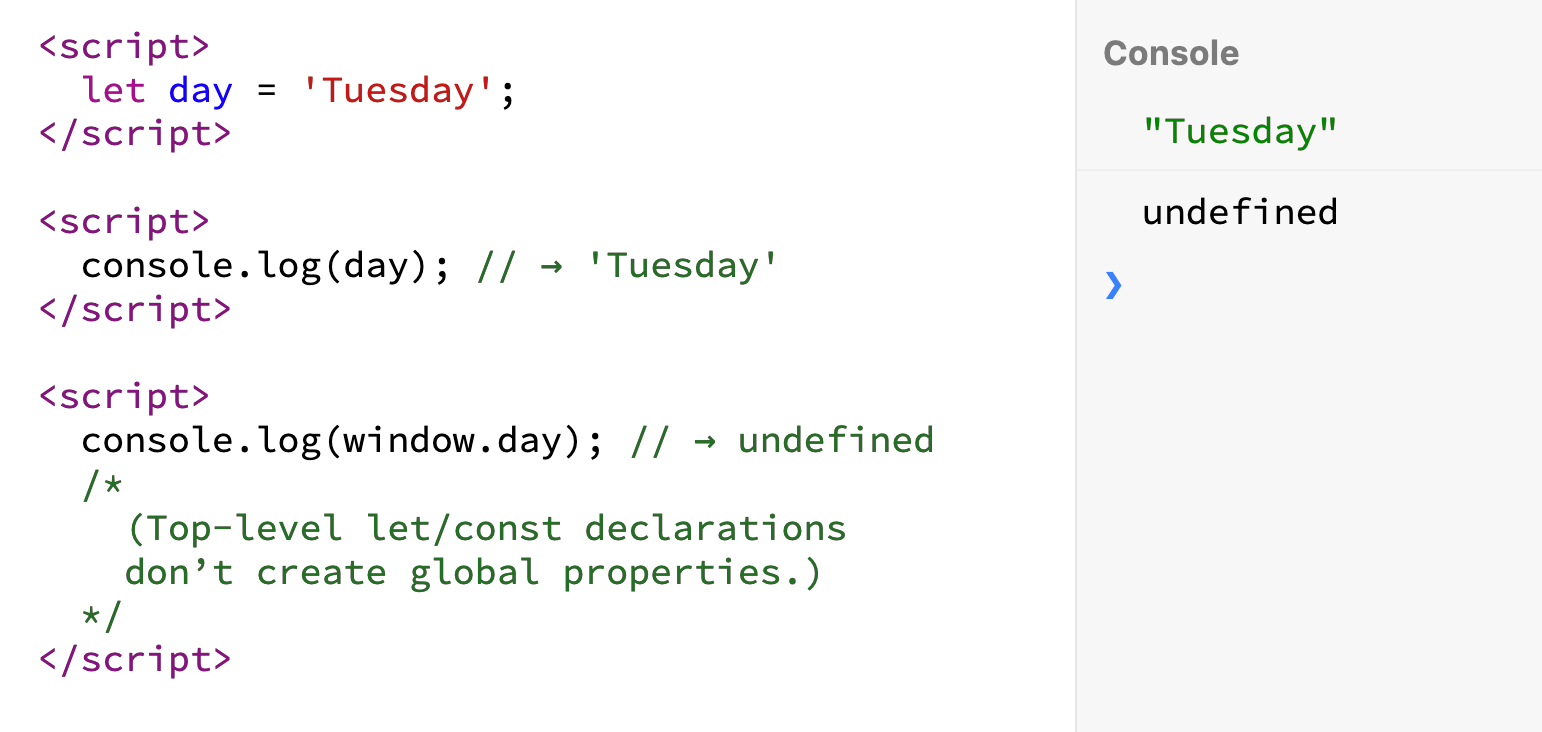 <script>
let day = 'Tuesday';
</script>
<script>
console.log(day); // → 'Tuesday'
</script>
<script>
console.log(window.day); // → undefined
/*
(Top-level let/const declarations
don’t create global properties.)
*/
</script>
Console
"Tuesday"
undefined
❯